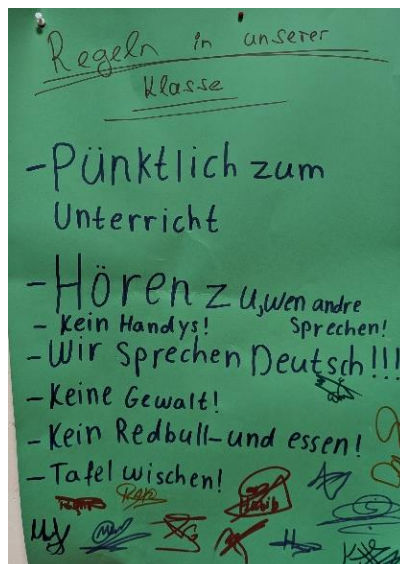 Regeln in unserer
Klasse
- Pünktlich zum
Unterricht
- Hören zu, wen andre
Sprechen!
- Kein Handys!
- Wir Sprechen Deutsch!!!
- Keine Gewalt!
- Kein Redbull-und essen!
- Tafel wischen!
Habib